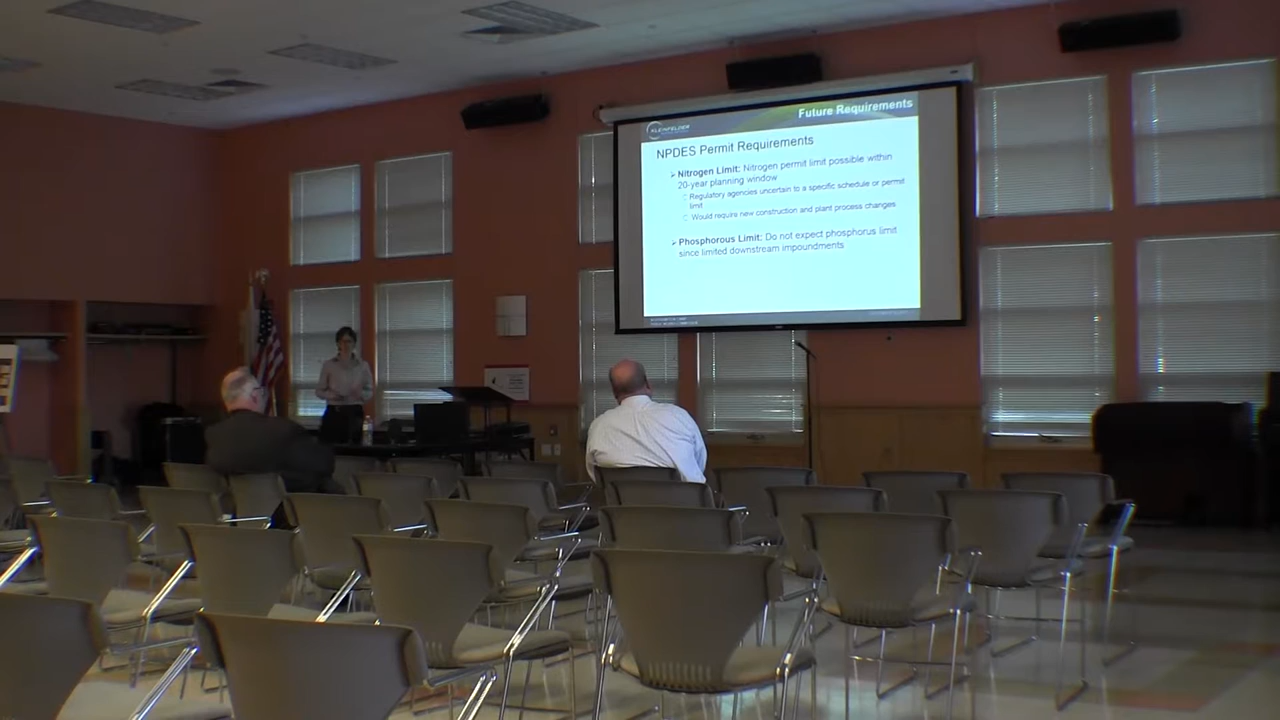 Future Requirements
KLEINFELDER
NPDES Permit Requirements
➢ Nitrogen Limit: Nitrogen permit limit possible within
20-year planning window
Regulatory agencies uncertain to a specific schedule or permit
limit
Would require new construction and plant process changes
➢ Phosphorous Limit: Do not expect phosphorus limit
since limited downstream impoundments